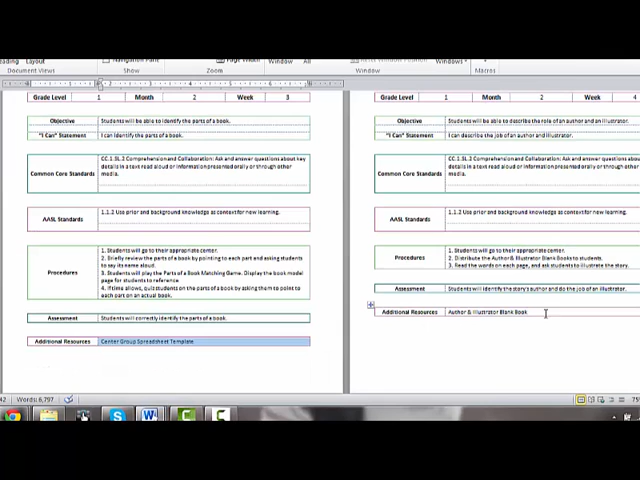 Layout
Navigation Pane
Page Width
Window
All
Reset Window Position
Windows
Document Views
Show
Zoom
Window
Macros
Grade Level 1 Month 2 Week 3
Objective Students will be able to identify the parts of a book.
"I Can" Statement I can identify the parts of a book.
Common Core Standards CC.1.SL.2 Comprehension and Collaboration: Ask and answer questions about key
details in a text read aloud or information presented orally or through other
media.
AASL Standards 1.1.2 Use prior and background knowledge as context for new learning.
Procedures 1. Students will go to their appropriate center.
2. Briefly review the parts of a book by pointing to each part and asking students
to say its name aloud.
3. Students will play the Parts of a Book Matching Game. Display the book model
page for students to reference
4. If time allows, quiz students on the parts of a book by asking them to point to
each part on an actual book.
Assessment Students will correctly identify the parts of a book.
Additional Resources Center Group Spreadsheet Template
Grade Level 1 Month 2 Week 4
Objective Students will be able to describe the role of an author and an illustrator.
"I Can" Statement I can describe the job of an author and illustrator.
Common Core Standards CC.1.SL.2 Comprehension and Collaboration: Ask and answer questions
details in a text read aloud or information presented orally or through
media.
AASL Standards 1.1.2 Use prior and background knowledge as context for new learning.
Procedures 1. Students will go to their appropriate center.
2. Distribute the Author & Illustrator Blank Books to students.
3. Read the words on each page, and ask students to illustrate the story.
Assessment Students will identify the story's author and do the job of an illustrator.
Additional Resources Author & Illustrator Blank Book
42 Words: 6,797